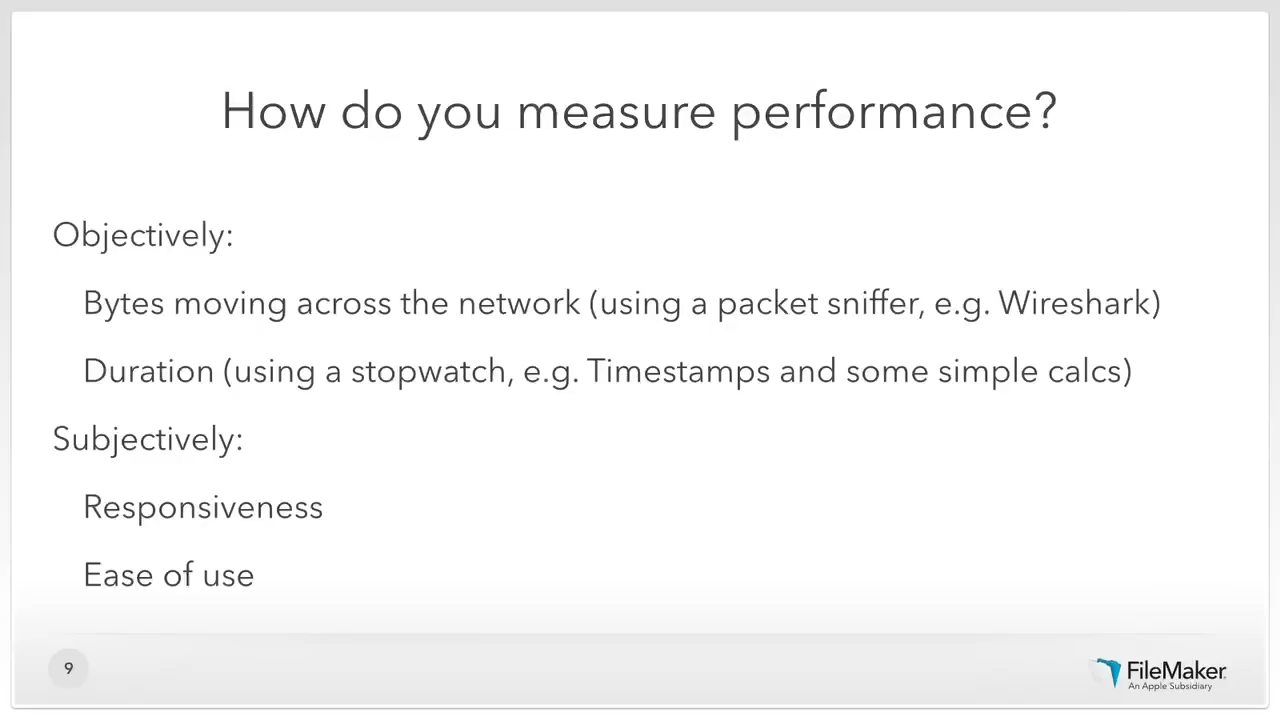 How do you measure performance?
Objectively:
Bytes moving across the network (using a packet sniffer, e.g. Wireshark)
Duration (using a stopwatch, e.g. Timestamps and some simple calcs)
Subjectively:
Responsiveness
Ease of use
9
FileMaker
An Apple Subsidiary